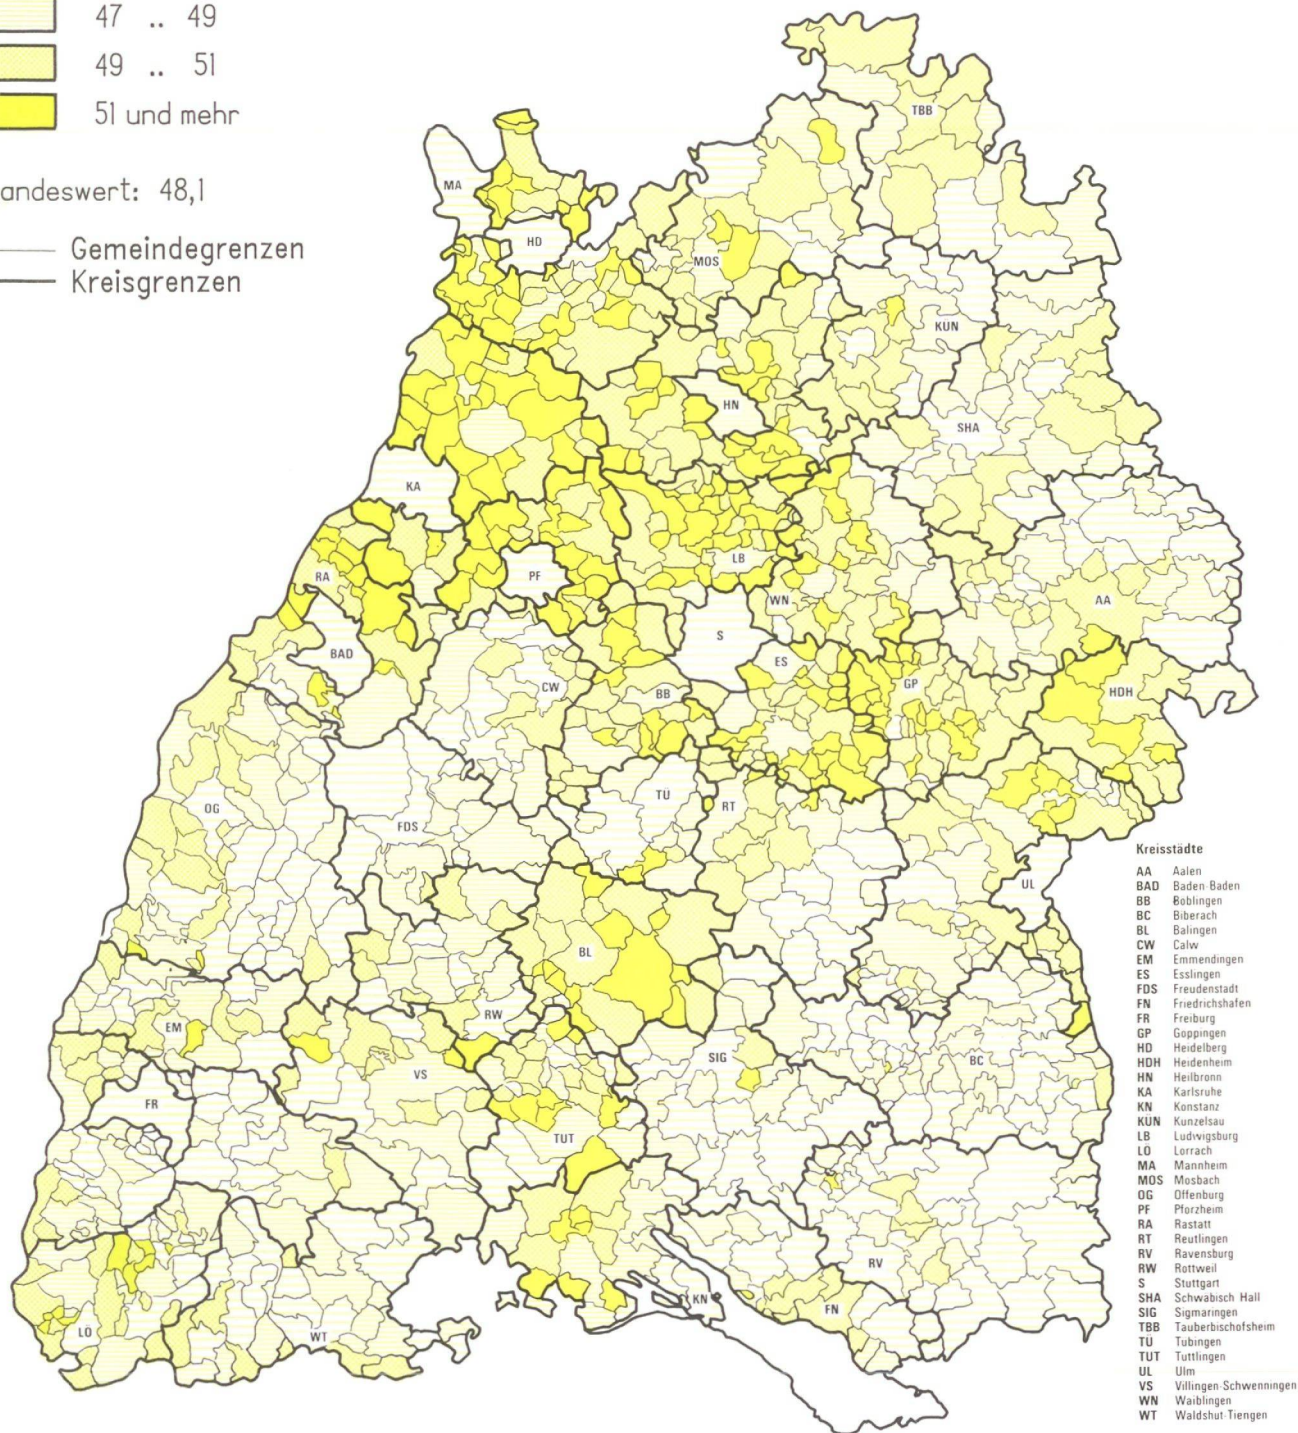 47 .. 49
49 .. 51
51 und mehr
andeswert: 48,1
Gemeindegrenzen
Kreisgrenzen
TBB
MA
HD
MOS
KÜN
HN
SHA
KA
LB
PF
RA
WN
AA
S
BAD
ES
CW
BB
GP
HDH
OG
TÜ
RT
FDS
UL
BL
EM
RW
SIG
BC
VS
FR
TUT
RV
KN
FN
LÖ
WT
Kreisstädte
AA Aalen
BAD Baden-Baden
BB Böblingen
BC Biberach
BL Balingen
CW Calw
EM Emmendingen
ES Esslingen
FDS Freudenstadt
FN Friedrichshafen
FR Freiburg
GP Goppingen
HD Heidelberg
HDH Heidenheim
HN Heilbronn
KA Karlsruhe
KN Konstanz
KÜN Kunzelsau
LB Ludwigsburg
LÖ Lorrach
MA Mannheim
MOS Mosbach
OG Offenburg
PF Pforzheim
RA Rastatt
RT Reutlingen
RV Ravensburg
RW Rottweil
S Stuttgart
SHA Schwabisch Hall
SIG Sigmaringen
TBB Tauberbischofsheim
TÜ Tubingen
TUT Tuttlingen
UL Ulm
VS Villingen-Schwenningen
WN Waiblingen
WT Waldshut-Tiengen